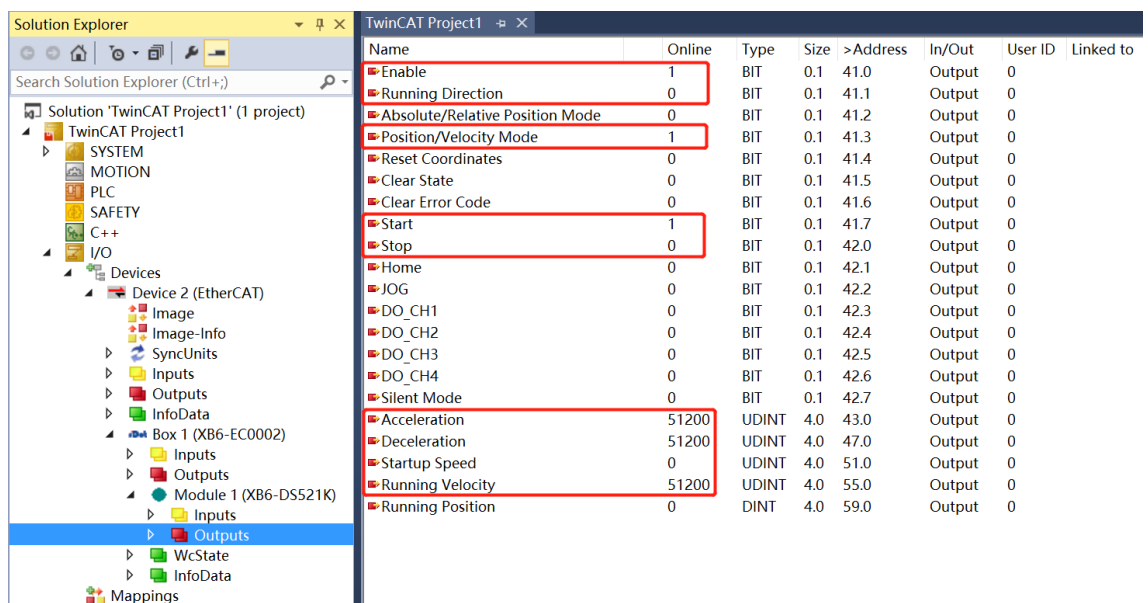 Solution Explorer
Search Solution Explorer (Ctrl+;)
Solution 'TwinCAT Project1' (1 project)
TwinCAT Project1
SYSTEM
MOTION
PLC
SAFETY
C++
I/O
Devices
Device 2 (EtherCAT)
Image
Image-Info
SyncUnits
Inputs
Outputs
InfoData
Box 1 (XB6-EC0002)
Inputs
Outputs
Module 1 (XB6-DS521K)
Inputs
Outputs
WcState
InfoData
Mappings
TwinCAT Project1
Name Online Type Size >Address In/Out User ID Linked to
Enable 1 BIT 0.1 41.0 Output 0
Running Direction 0 BIT 0.1 41.1 Output 0
Absolute/Relative Position Mode 0 BIT 0.1 41.2 Output 0
Position/Velocity Mode 1 BIT 0.1 41.3 Output 0
Reset Coordinates 0 BIT 0.1 41.4 Output 0
Clear State 0 BIT 0.1 41.5 Output 0
Clear Error Code 0 BIT 0.1 41.6 Output 0
Start 1 BIT 0.1 41.7 Output 0
Stop 0 BIT 0.1 42.0 Output 0
Home 0 BIT 0.1 42.1 Output 0
JOG 0 BIT 0.1 42.2 Output 0
DO_CH1 0 BIT 0.1 42.3 Output 0
DO_CH2 0 BIT 0.1 42.4 Output 0
DO_CH3 0 BIT 0.1 42.5 Output 0
DO_CH4 0 BIT 0.1 42.6 Output 0
Silent Mode 0 BIT 0.1 42.7 Output 0
Acceleration 51200 UDINT 4.0 43.0 Output 0
Deceleration 51200 UDINT 4.0 47.0 Output 0
Startup Speed 0 UDINT 4.0 51.0 Output 0
Running Velocity 51200 UDINT 4.0 55.0 Output 0
Running Position 0 DINT 4.0 59.0 Output 0